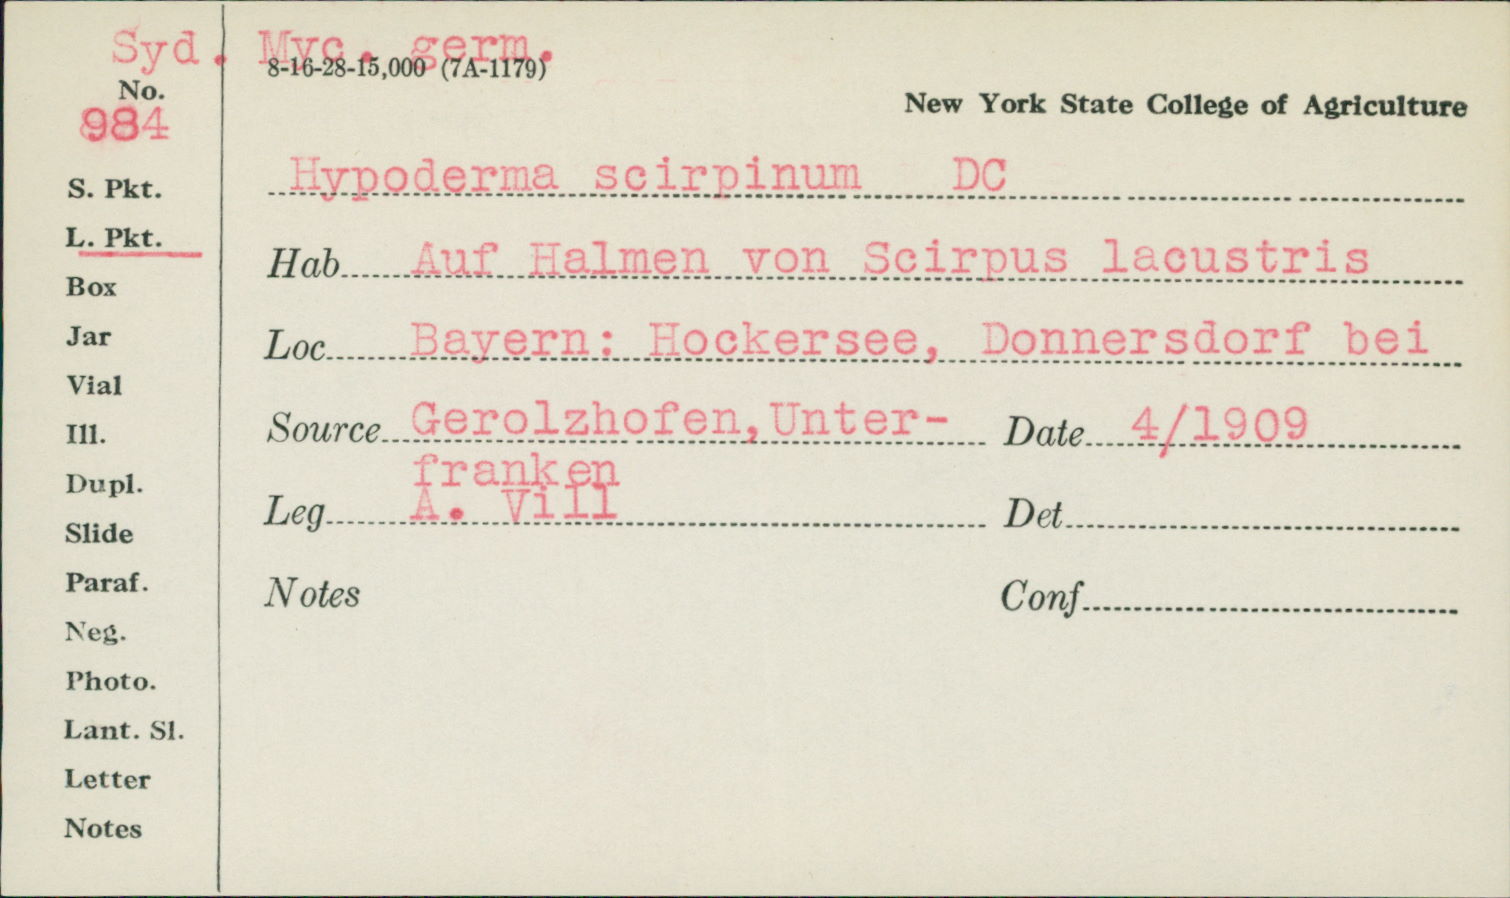 Syd. Myc. germ.
8-16-28-15,000 (7A-1179)
No.
984
New York State College of Agriculture
S. Pkt.
L. Pkt.
Box
Jar
Vial
Ill.
Dupl.
Slide
Paraf.
Neg.
Photo.
Lant. Sl.
Letter
Notes
Hypoderma scirpinum DC
Hab. Auf Halmen von Scirpus lacustris
Loc. Bayern: Hockersee, Donnersdorf bei
Source Gerolzhofen, Unter- Date 4/1909
franken
Leg. A. Vill Det.
Notes Conf.